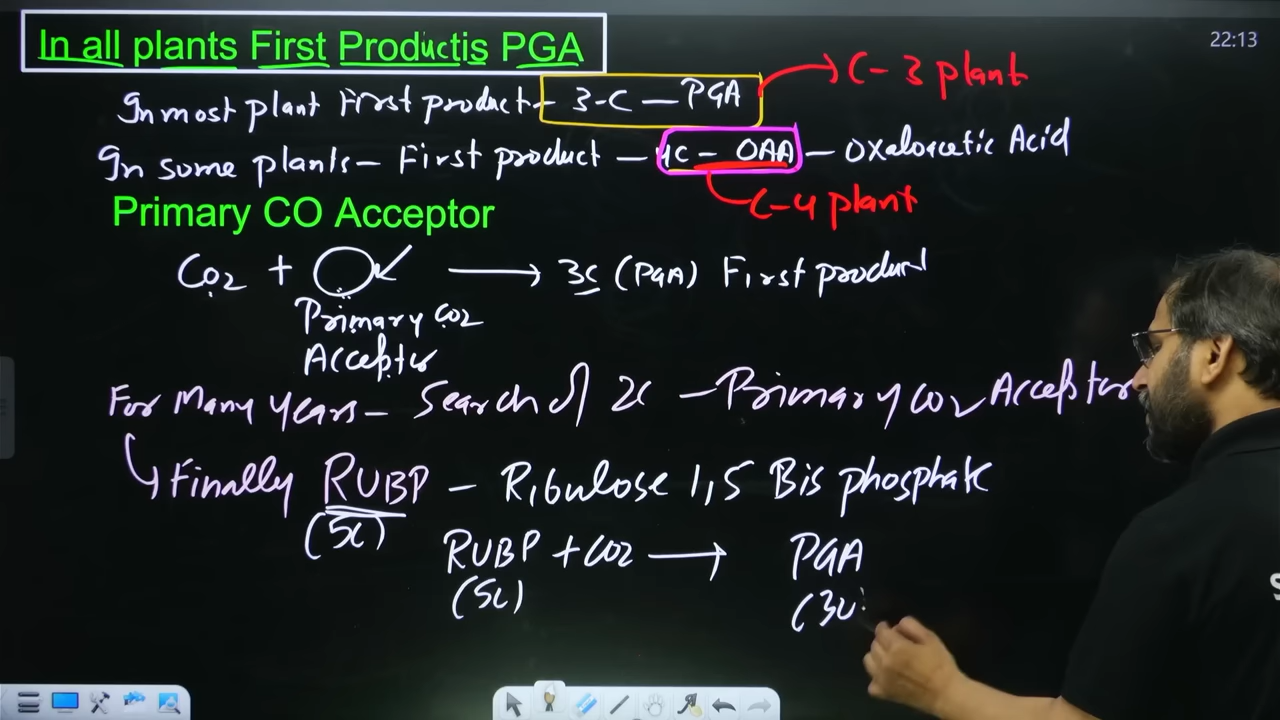 In all plants First Productis PGA
22:13
In most plant First product - 3-C - PGA → C-3 plant
In some plants - First product - 4C - OAA - Oxaloacetic Acid
C-4 plant
Primary CO Acceptor
CO2 + → 3C (PGA) First product
Primary CO2
Acceptor
For Many years - Search of 2C - Primary CO2 Acceptor
Finally RUBP - Ribulose 1,5 Bis phosphate
(5C)
RUBP + CO2 → PGA
(5C) (3C
S